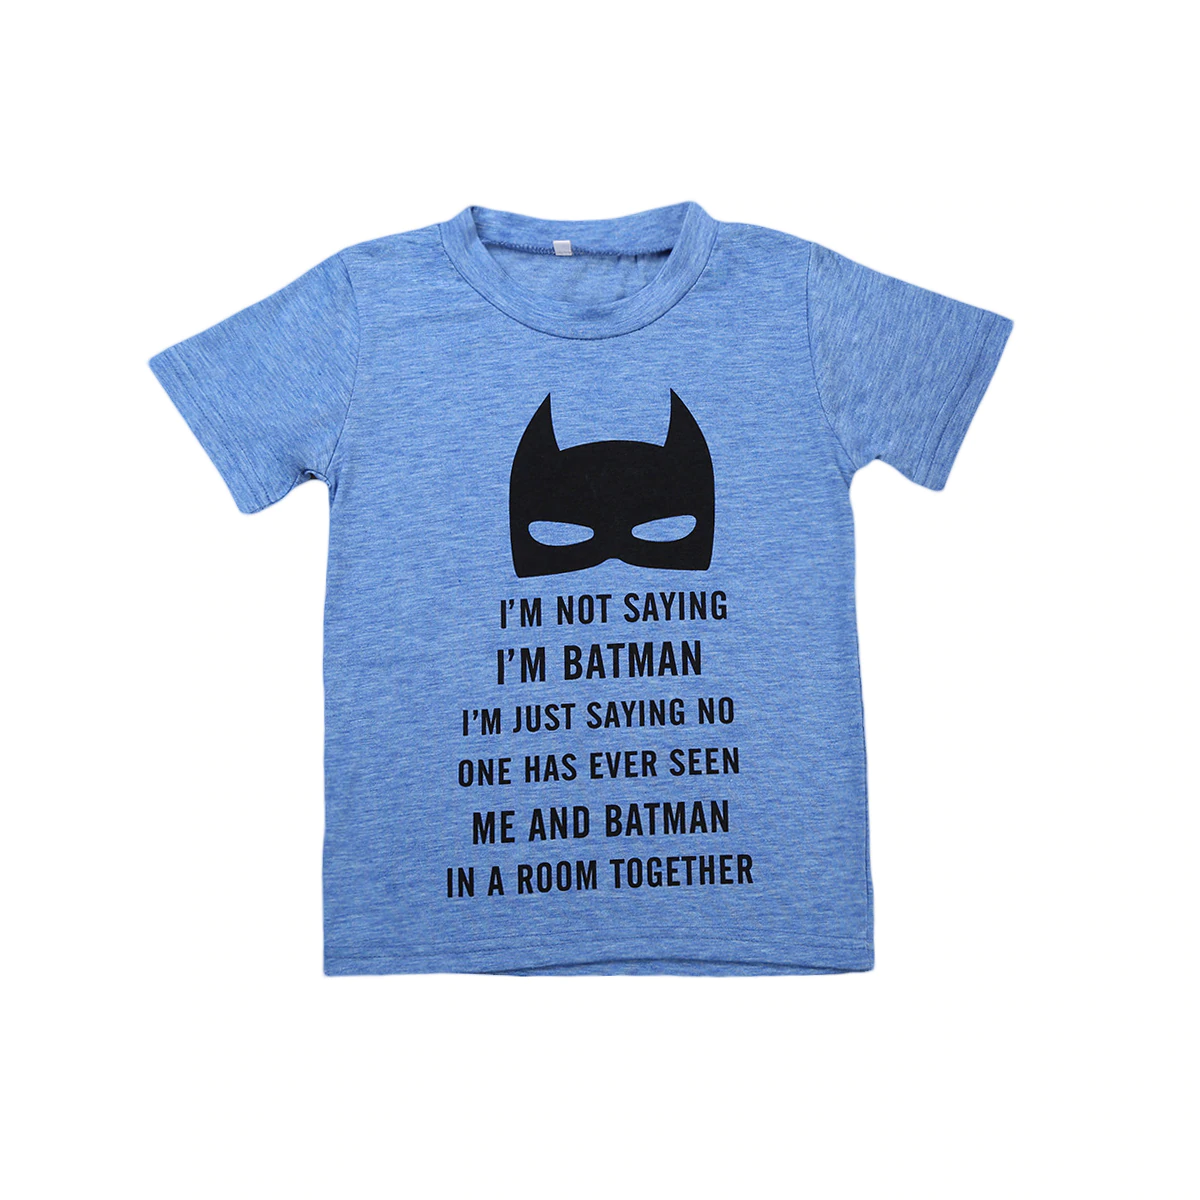 I'M NOT SAYING
I'M BATMAN
I'M JUST SAYING NO
ONE HAS EVER SEEN
ME AND BATMAN
IN A ROOM TOGETHER